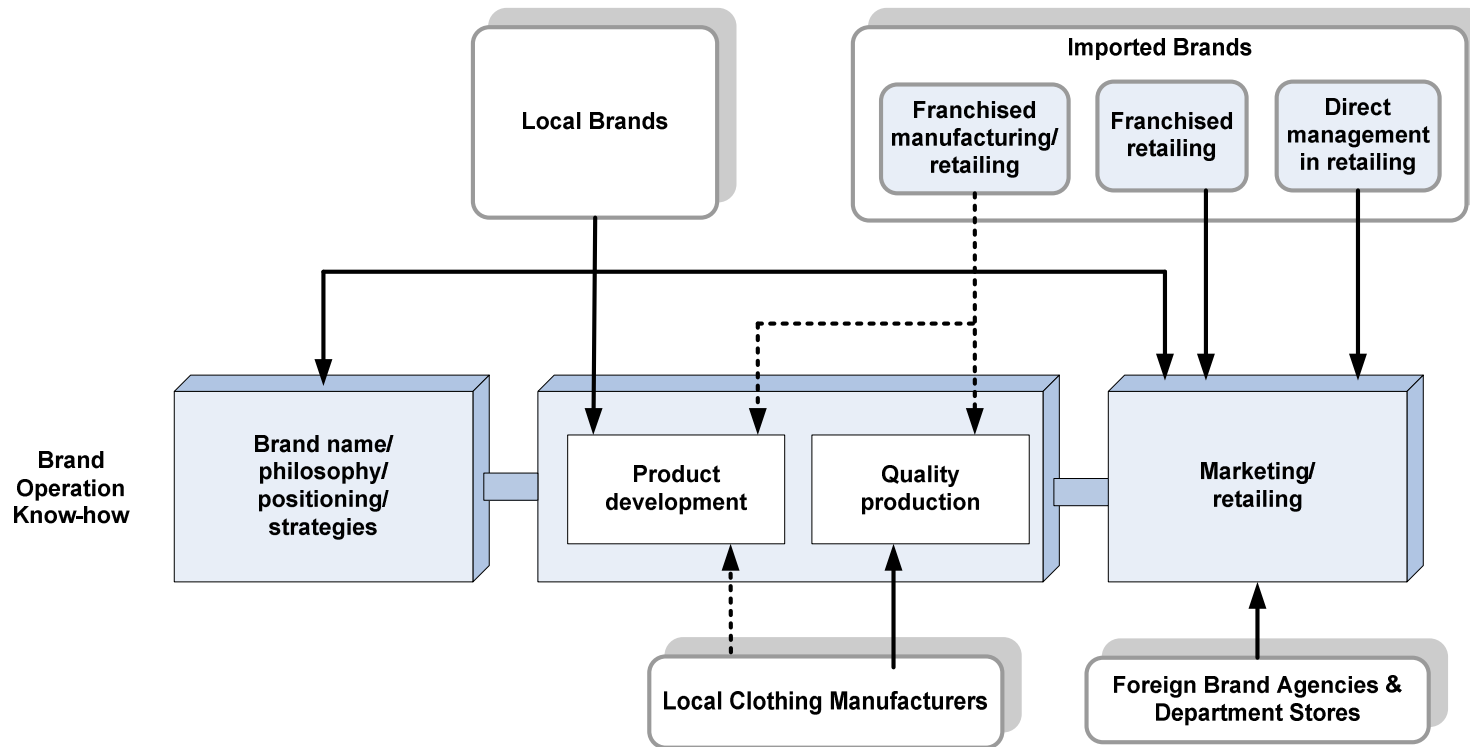 Local Brands
Imported Brands
Franchised
manufacturing/
retailing
Franchised
retailing
Direct
management
in retailing
Brand
Operation
Know-how
Brand name/
philosophy/
positioning/
strategies
Product
development
Quality
production
Marketing/
retailing
Local Clothing Manufacturers
Foreign Brand Agencies &
Department Stores